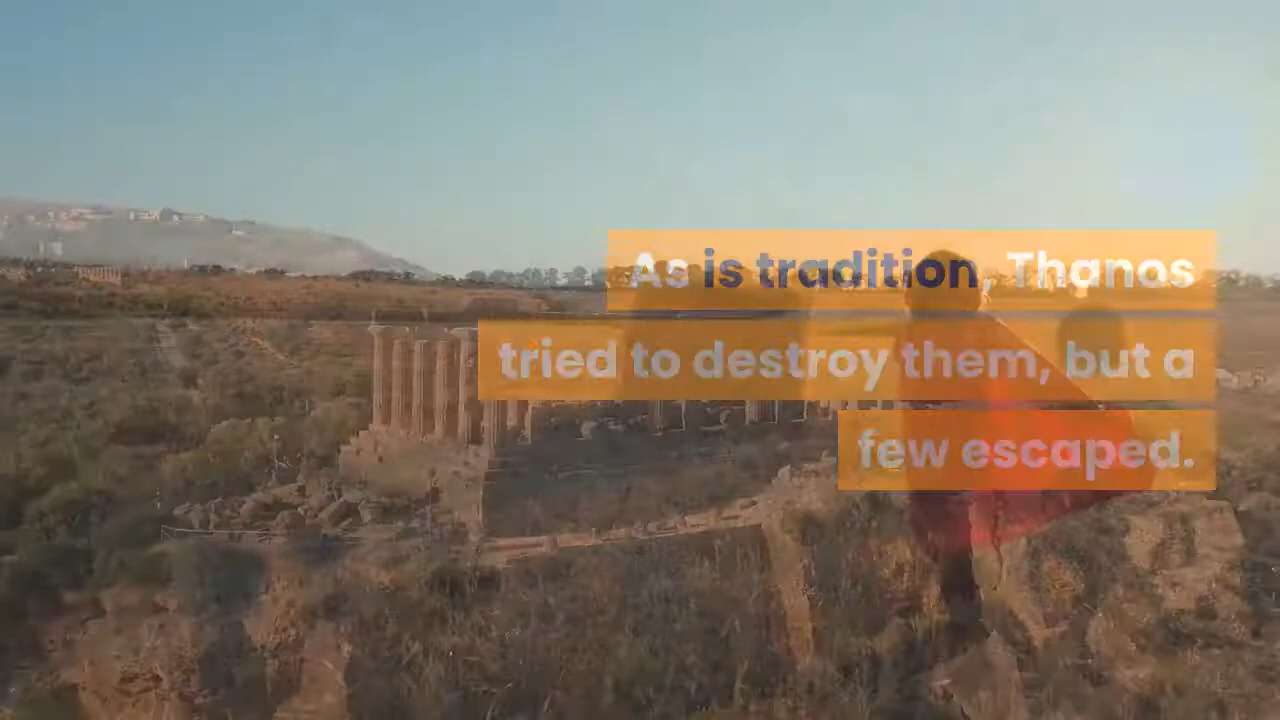 As is tradition, Thanos
tried to destroy them, but a
few escaped.